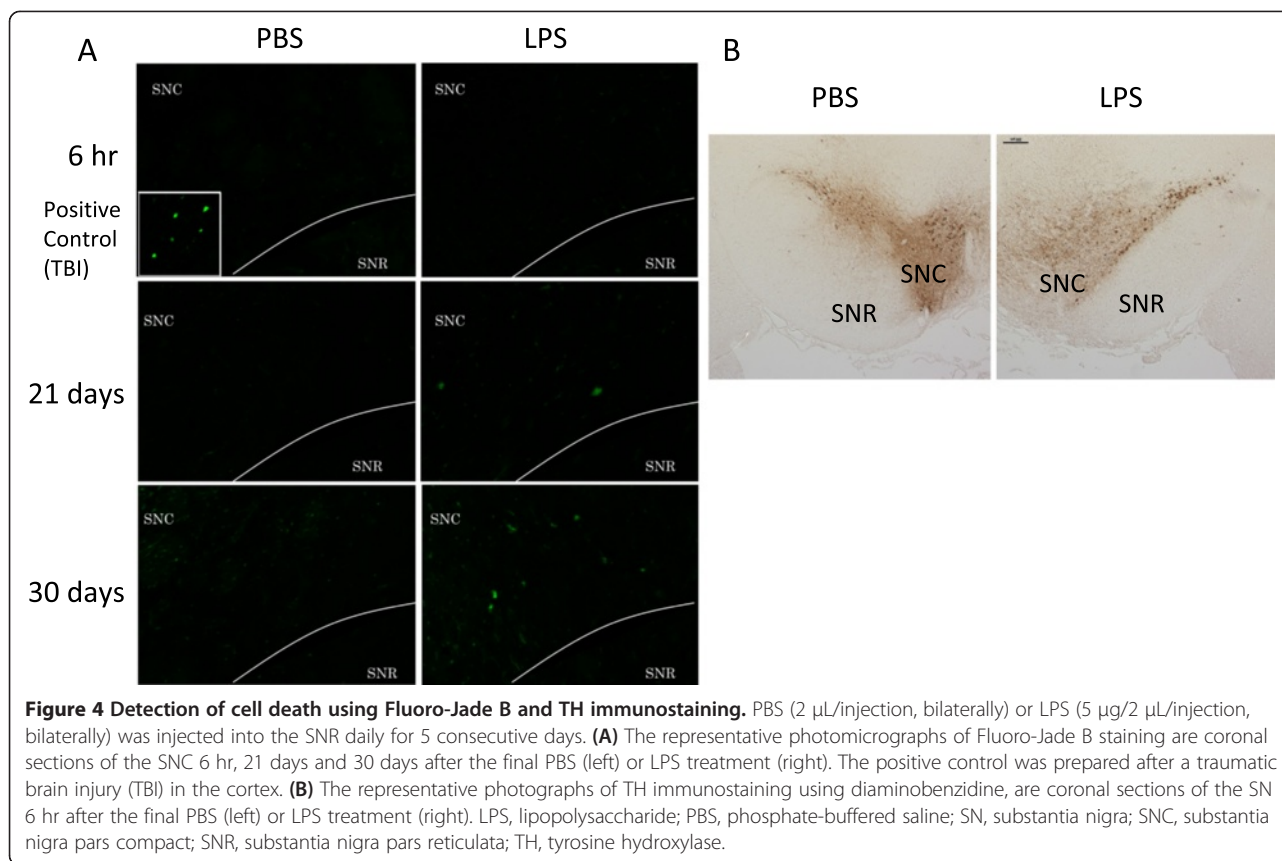 A
PBS
LPS
B
PBS
LPS
SNC
SNC
6 hr
Positive
Control
(TBI)
SNR
SNR
SNC
SNR
SNC
SNR
SNC
SNC
21 days
SNR
SNR
SNC
SNC
30 days
SNR
SNR
Figure 4 Detection of cell death using Fluoro-Jade B and TH immunostaining. PBS (2 μL/injection, bilaterally) or LPS (5 μg/2 μL/injection,
bilaterally) was injected into the SNR daily for 5 consecutive days. (A) The representative photomicrographs of Fluoro-Jade B staining are coronal
sections of the SNC 6 hr, 21 days and 30 days after the final PBS (left) or LPS treatment (right). The positive control was prepared after a traumatic
brain injury (TBI) in the cortex. (B) The representative photographs of TH immunostaining using diaminobenzidine, are coronal sections of the SN
6 hr after the final PBS (left) or LPS treatment (right). LPS, lipopolysaccharide; PBS, phosphate-buffered saline; SN, substantia nigra; SNC, substantia
nigra pars compact; SNR, substantia nigra pars reticulata; TH, tyrosine hydroxylase.